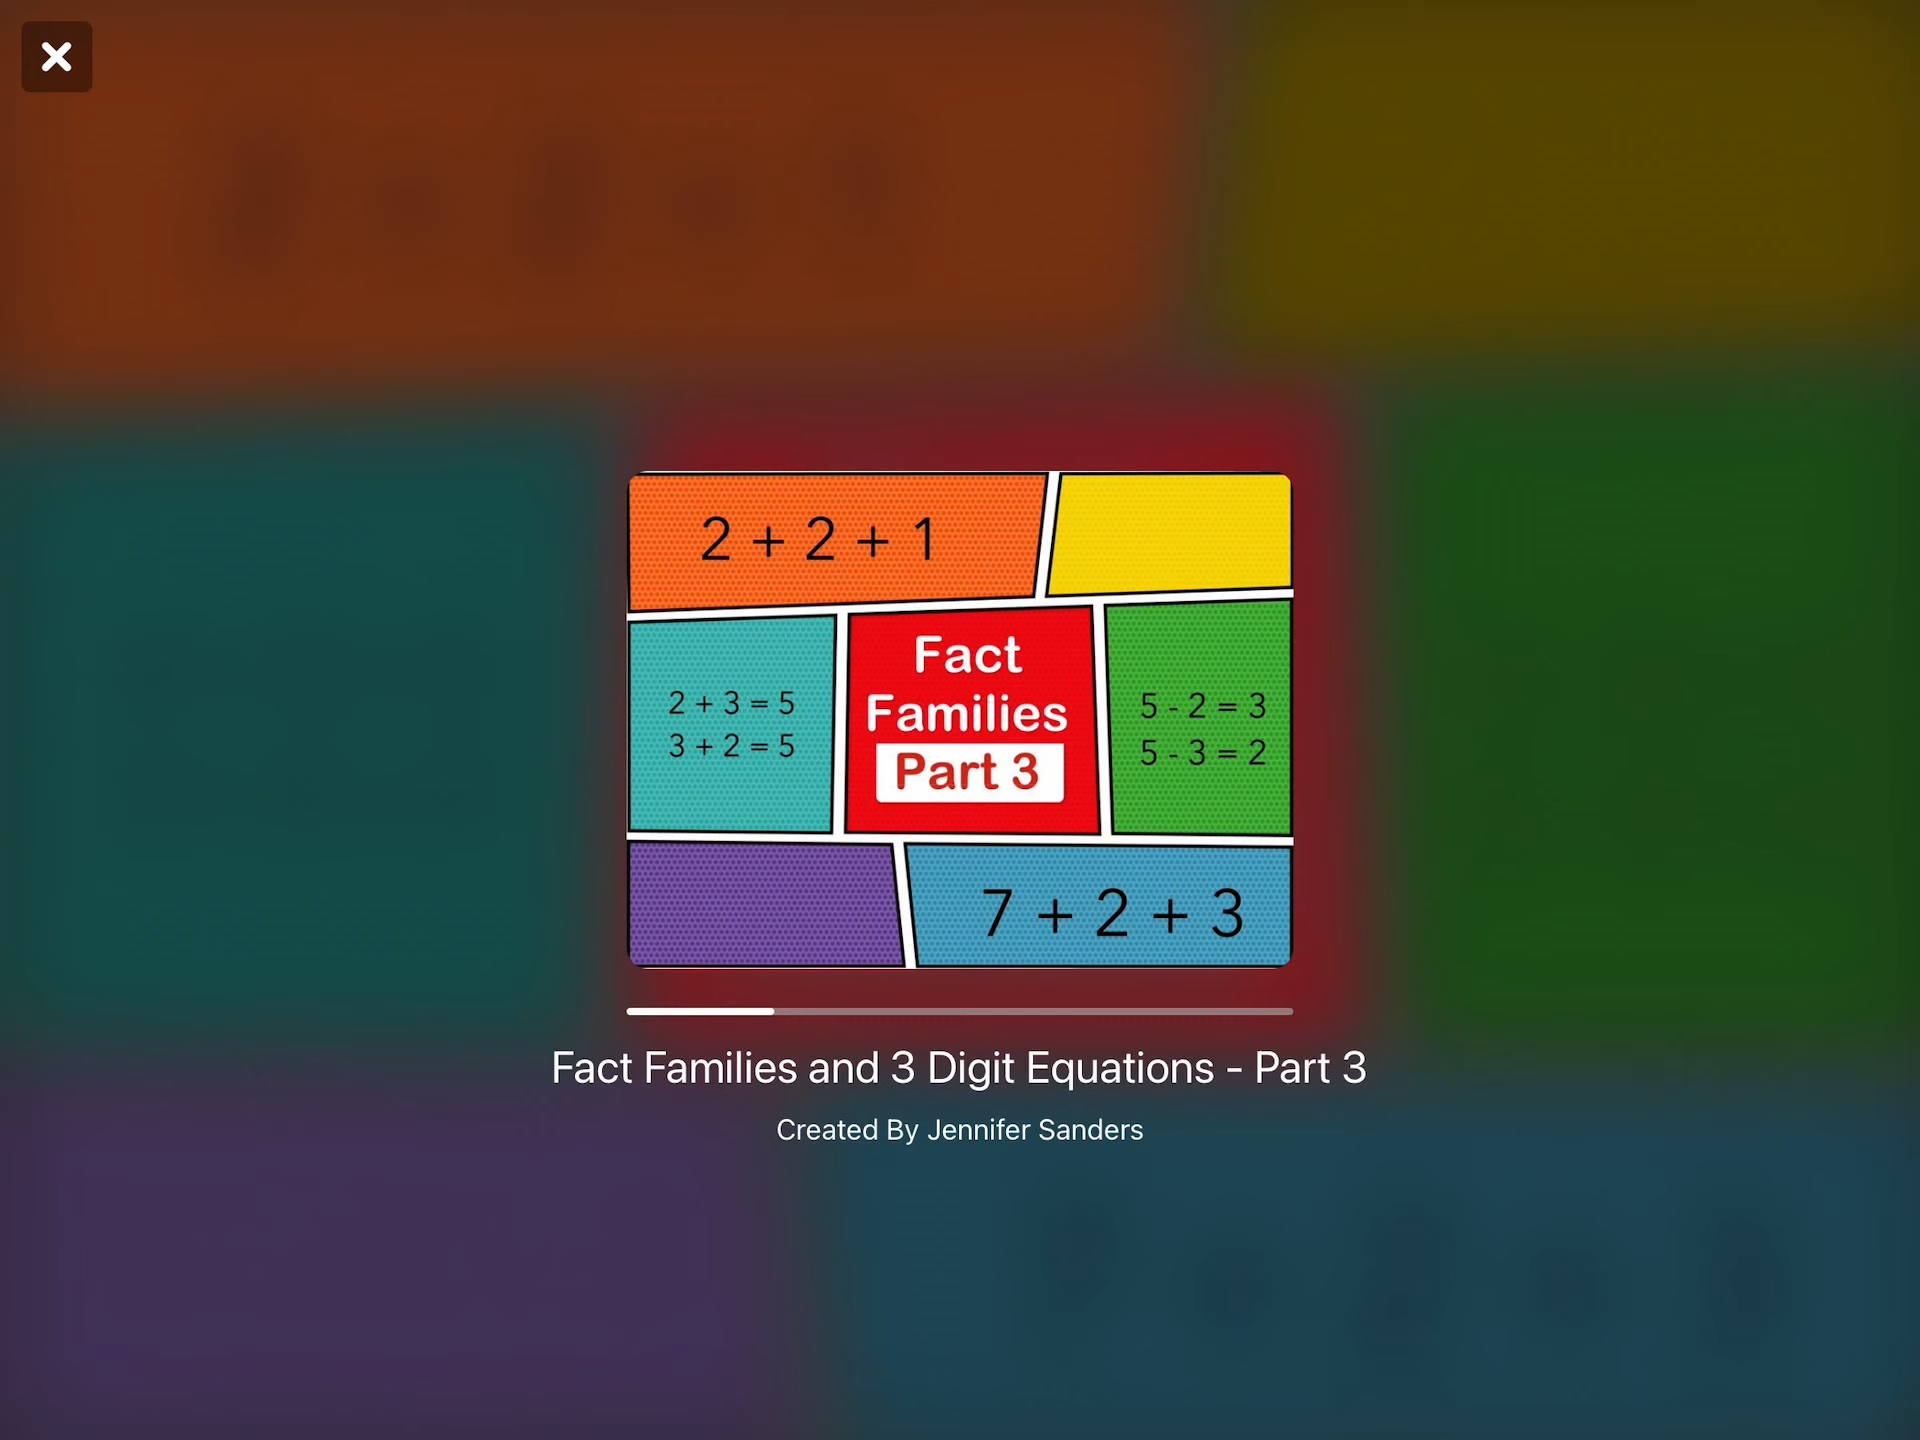 2 + 2 + 1
2 + 3 = 5
3 + 2 = 5
Fact
Families
Part 3
5 - 2 = 3
5 - 3 = 2
7 + 2 + 3
Fact Families and 3 Digit Equations - Part 3
Created By Jennifer Sanders